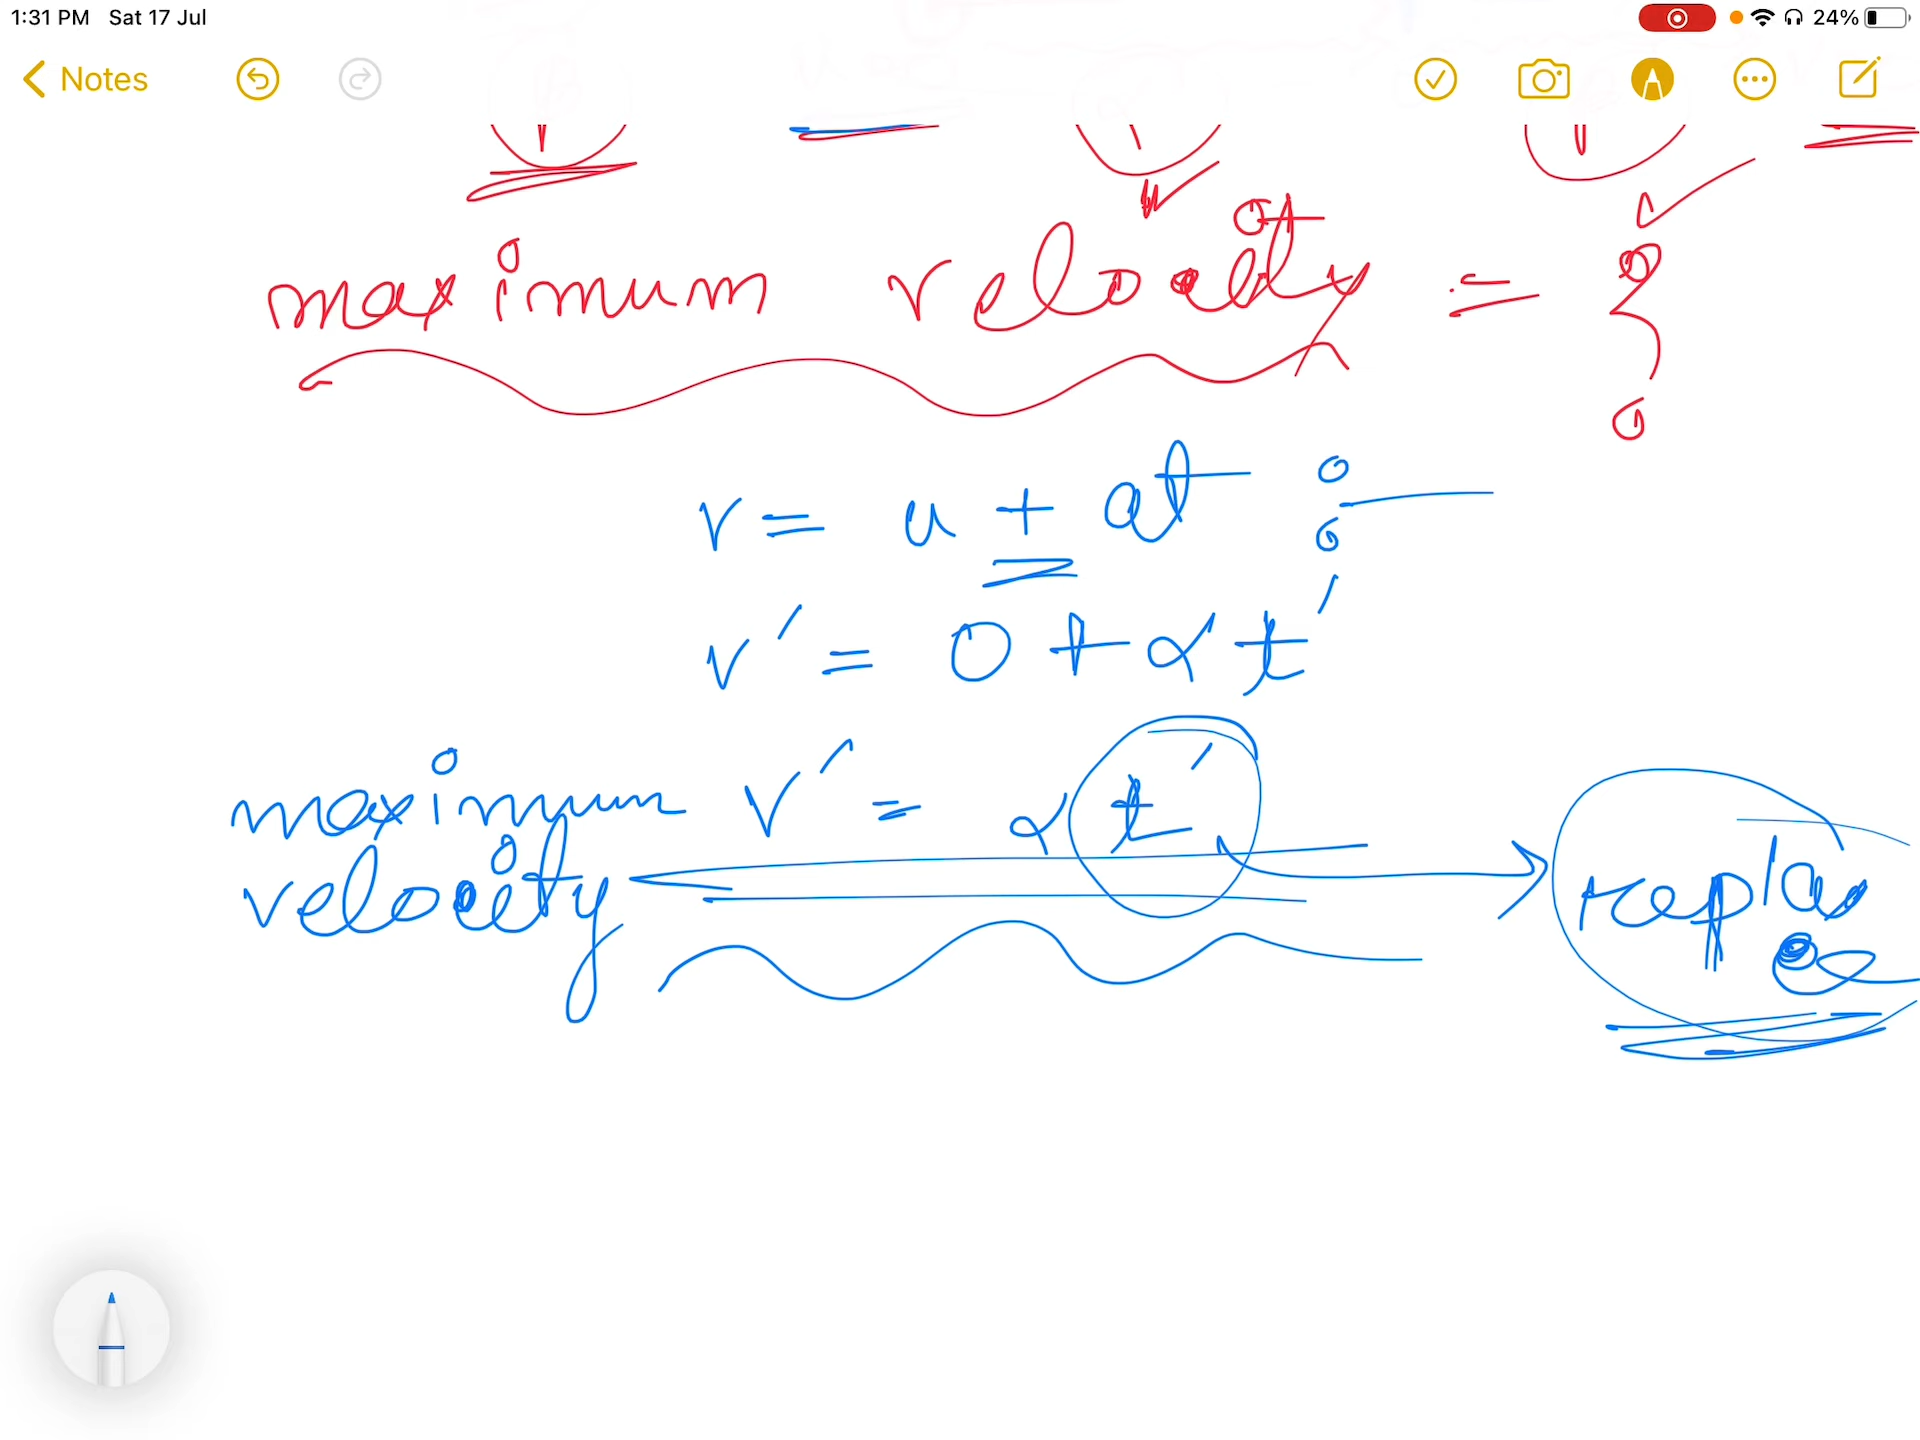 1:31 PM Sat 17 Jul 24%
Notes
maximum velocity = ?
v = u + at
v' = 0 + αt'
maximum v' = αt'
velocity
replace